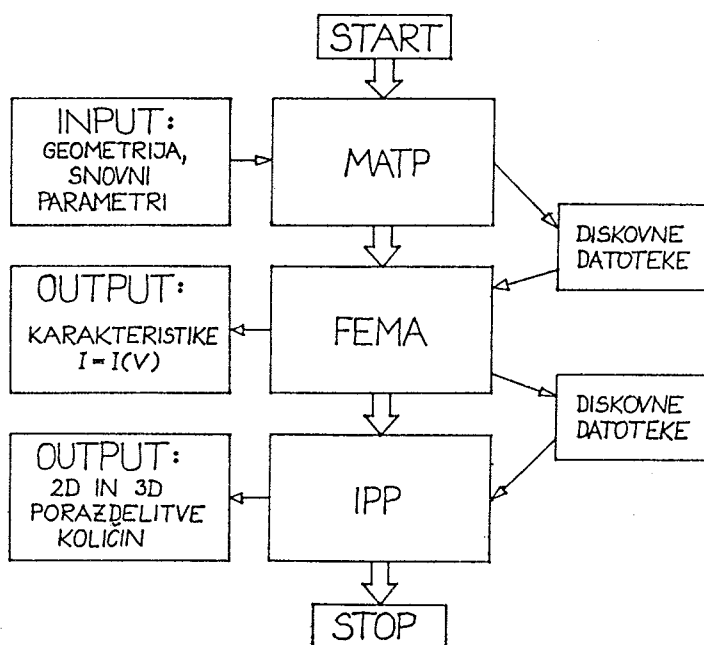 START
INPUT:
GEOMETRIJA,
SNOVNI
PARAMETRI
MATP
DISKOVNE
DATOTEKE
OUTPUT:
KARAKTERISTIKE
I = I(V)
FEMA
DISKOVNE
DATOTEKE
OUTPUT:
2D IN 3D
PORAZDELITVE
KOLIČIN
IPP
STOP